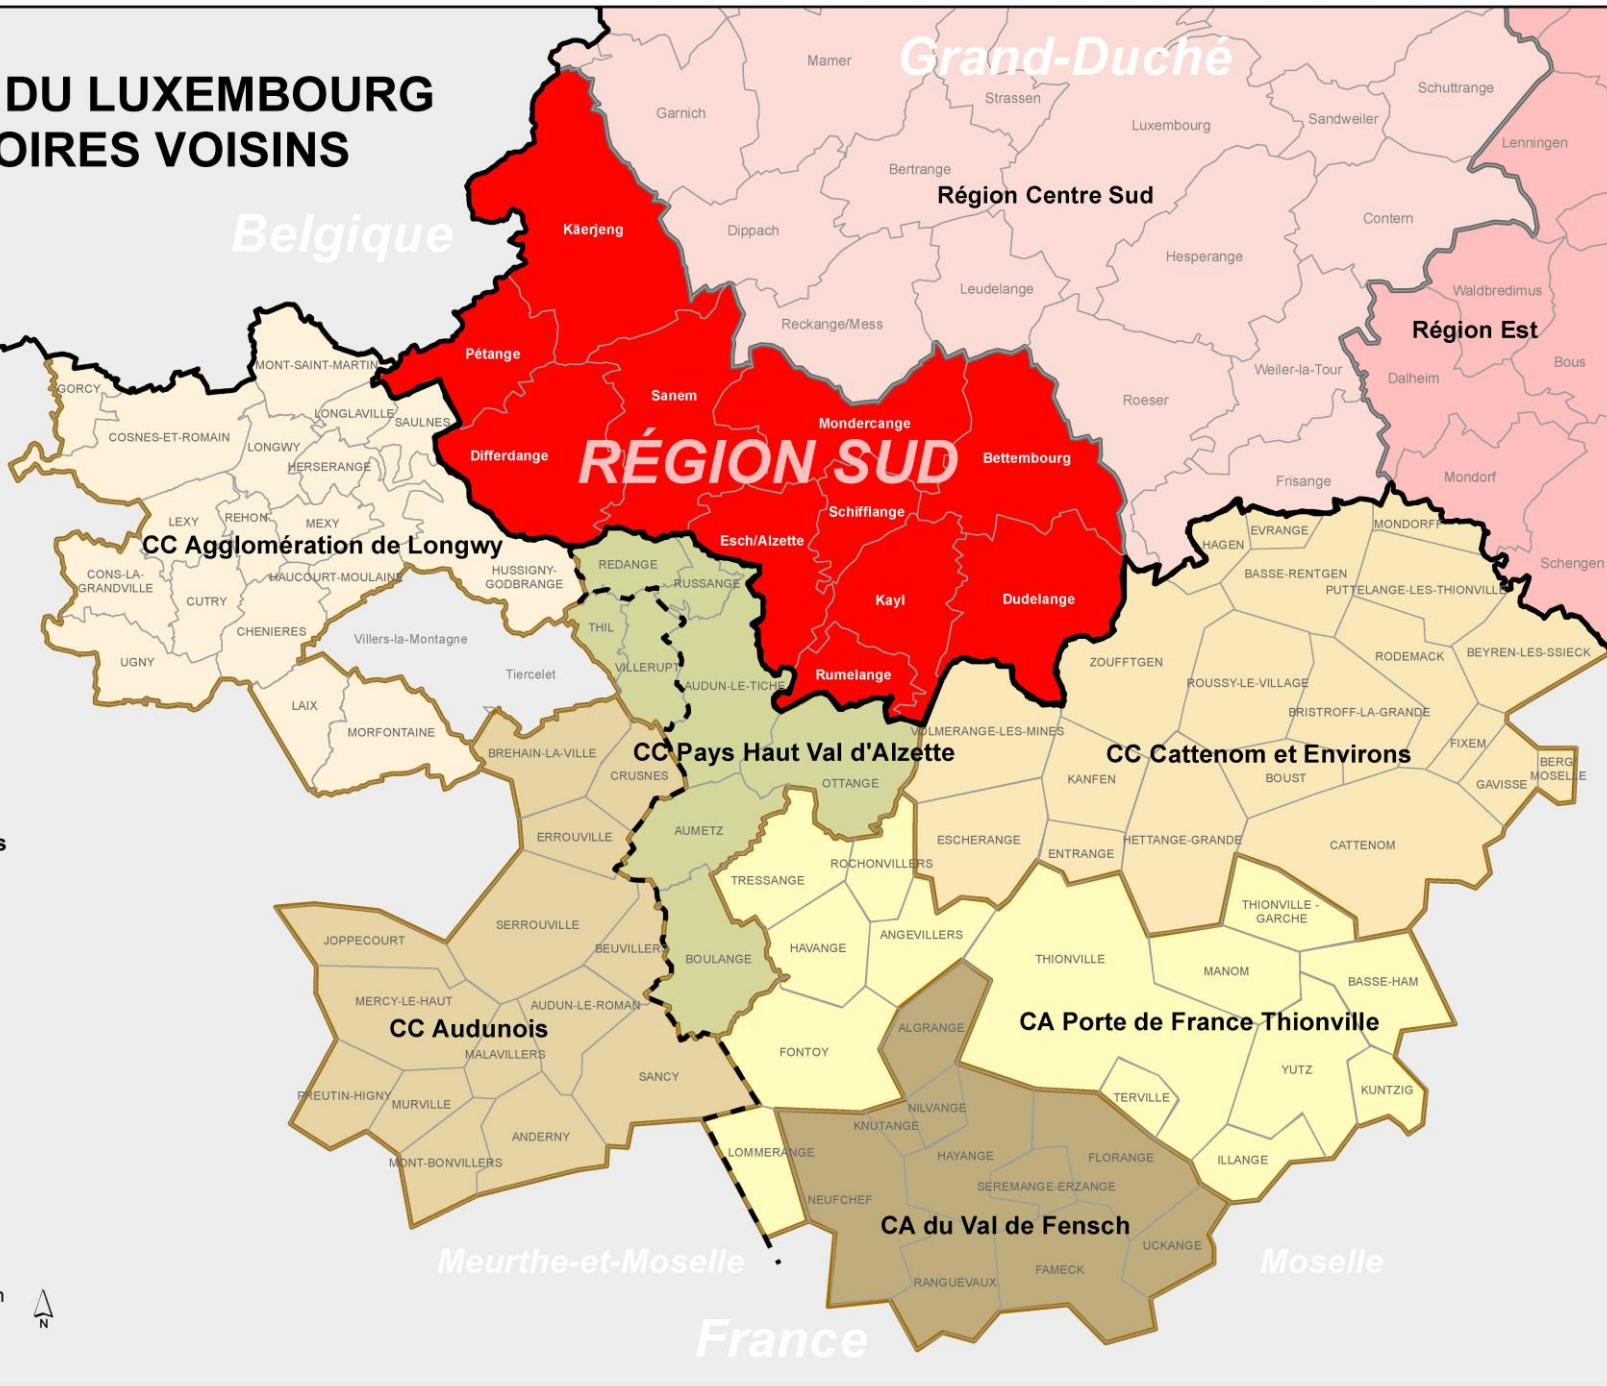 DU LUXEMBOURG
OIRES VOISINS
Grand-Duché
Belgique
Mamer
Garnich
Strassen
Luxembourg
Sandweiler
Schuttrange
Lenningen
Bertrange
Région Centre Sud
Contern
Dippach
Hesperange
Leudelange
Reckange/Mess
Waldbredimus
Région Est
Bous
Dalheim
Weiler-la-Tour
Roeser
Frisange
Mondorf
Schengen
Käerjeng
Pétange
Sanem
Mondercange
Differdange
RÉGION SUD
Bettembourg
Schifflange
Esch/Alzette
Kayl
Dudelange
Rumelange
GORCY
MONT-SAINT-MARTIN
LONGLAVILLE
SAULNES
COSNES-ET-ROMAIN
LONGWY
HERSERANGE
LEXY
REHON
MEXY
CC Agglomération de Longwy
CONS-LA-
GRANDVILLE
HAUCOURT-MOULAINE
HUSSIGNY-
GODBRANGE
CUTRY
CHENIERES
UGNY
Villers-la-Montagne
Tiercelet
LAIX
MORFONTAINE
REDANGE
RUSSANGE
THIL
VILLERUPT
AUDUN-LE-TICHE
CC Pays Haut Val d'Alzette
OTTANGE
AUMETZ
BOULANGE
BREHAIN-LA-VILLE
CRUSNES
ERROUVILLE
SERROUVILLE
BEUVILLERS
JOPPECOURT
MERCY-LE-HAUT
AUDUN-LE-ROMAN
CC Audunois
MALAVILLERS
SANCY
PREUTIN-HIGNY
MURVILLE
ANDERNY
MONT-BONVILLERS
HAGEN
EVRANGE
MONDORFF
BASSE-RENTGEN
PUTTELANGE-LES-THIONVILLE
ZOUFFTGEN
RODEMACK
BEYREN-LES-SSIECK
ROUSSY-LE-VILLAGE
BRISTROFF-LA-GRANDE
VOLMERANGE-LES-MINES
CC Cattenom et Environs
FIXEM
KANFEN
BOUST
GAVISSE
BERG
MOSELLE
ESCHERANGE
ENTRANGE
HETTANGE-GRANDE
CATTENOM
TRESSANGE
ROCHONVILLERS
THIONVILLE -
GARCHE
HAVANGE
ANGEVILLERS
THIONVILLE
MANOM
BASSE-HAM
CA Porte de France Thionville
FONTOY
YUTZ
TERVILLE
KUNTZIG
ILLANGE
LOMMERANGE
ALGRANGE
NILVANGE
KNUTANGE
HAYANGE
FLORANGE
SEREMANGE-ERZANGE
NEUFCHEF
CA du Val de Fensch
UCKANGE
FAMECK
RANGUEVAUX
Meurthe-et-Moselle
Moselle
France
s
n
N